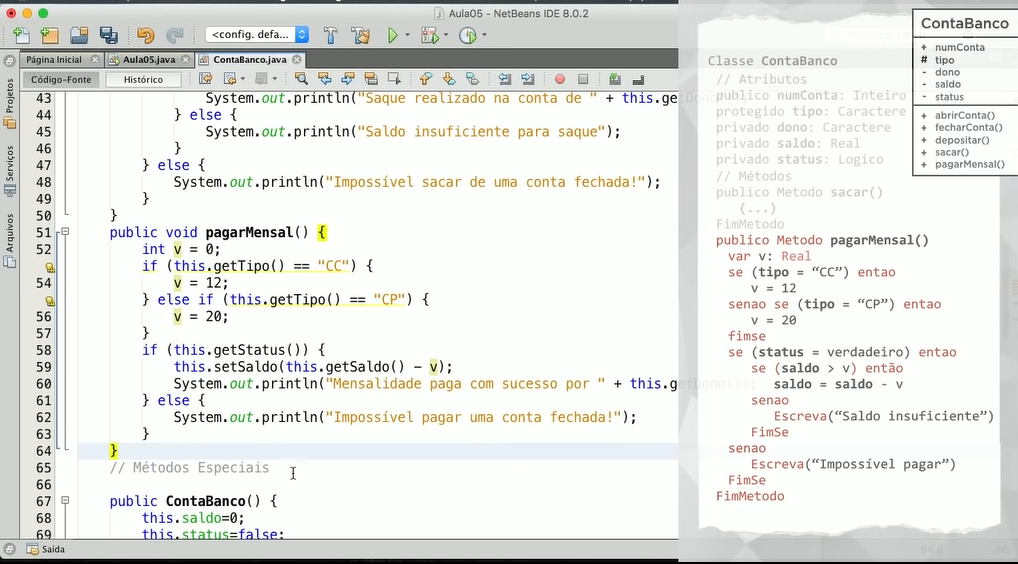 Aula05 - NetBeans IDE 8.0.2
<config. defa...
Página Inicial
Aula05.java
ContaBanco.java
Código-Fonte
Histórico
Projetos
Serviços
Arquivos
43 System.out.println("Saque realizado na conta de " + this.getDono());
44 } else {
45 System.out.println("Saldo insuficiente para saque");
46 }
47 } else {
48 System.out.println("Impossível sacar de uma conta fechada!");
49 }
50 }
51 public void pagarMensal() {
52 int v = 0;
if (this.getTipo() == "CC") {
54 v = 12;
} else if (this.getTipo() == "CP") {
56 v = 20;
57 }
58 if (this.getStatus()) {
59 this.setSaldo(this.getSaldo() - v);
60 System.out.println("Mensalidade paga com sucesso por " + this.getDono());
61 } else {
62 System.out.println("Impossível pagar uma conta fechada!");
63 }
64 }
65 // Métodos Especiais
66
67 public ContaBanco() {
68 this.saldo=0;
69 this.status=false;
Saída
Classe ContaBanco
// Atributos
publico numConta: Inteiro
protegido tipo: Caractere
privado dono: Caractere
privado saldo: Real
privado status: Logico
// Métodos
publico Metodo sacar()
(...)
FimMetodo
publico Metodo pagarMensal()
var v: Real
se (tipo = “CC”) entao
v = 12
senao se (tipo = “CP”) entao
v = 20
fimse
se (status = verdadeiro) entao
se (saldo > v) então
saldo = saldo - v
senao
Escreva(“Saldo insuficiente”)
FimSe
senao
Escreva(“Impossível pagar”)
FimSe
FimMetodo
ContaBanco
+ numConta
# tipo
- dono
- saldo
- status
+ abrirConta()
+ fecharConta()
+ depositar()
+ sacar()
+ pagarMensal()